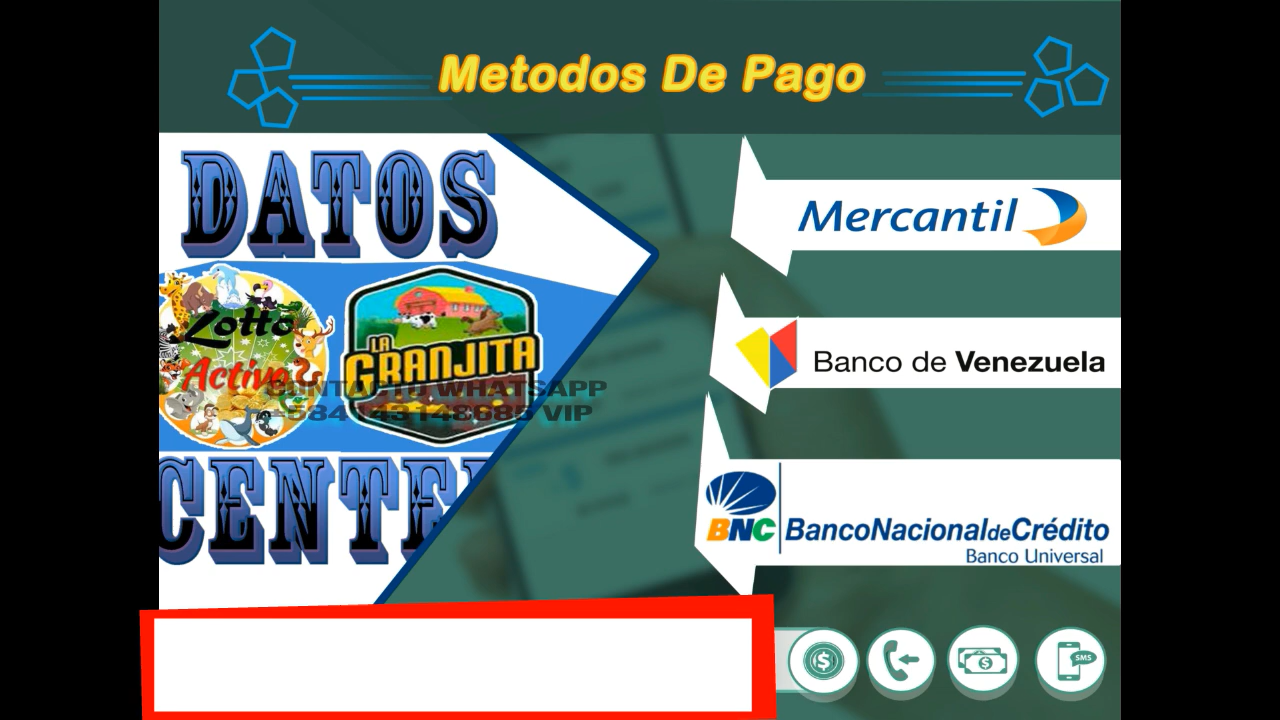 Metodos De Pago
DATOS
Lotto
Activo
LA
GRANJITA
CONTACTO WHATSAPP
+584143148685 VIP
CENTE
Mercantil
Banco de Venezuela
BNC
BancoNacionaldeCrédito
Banco Universal
SMS